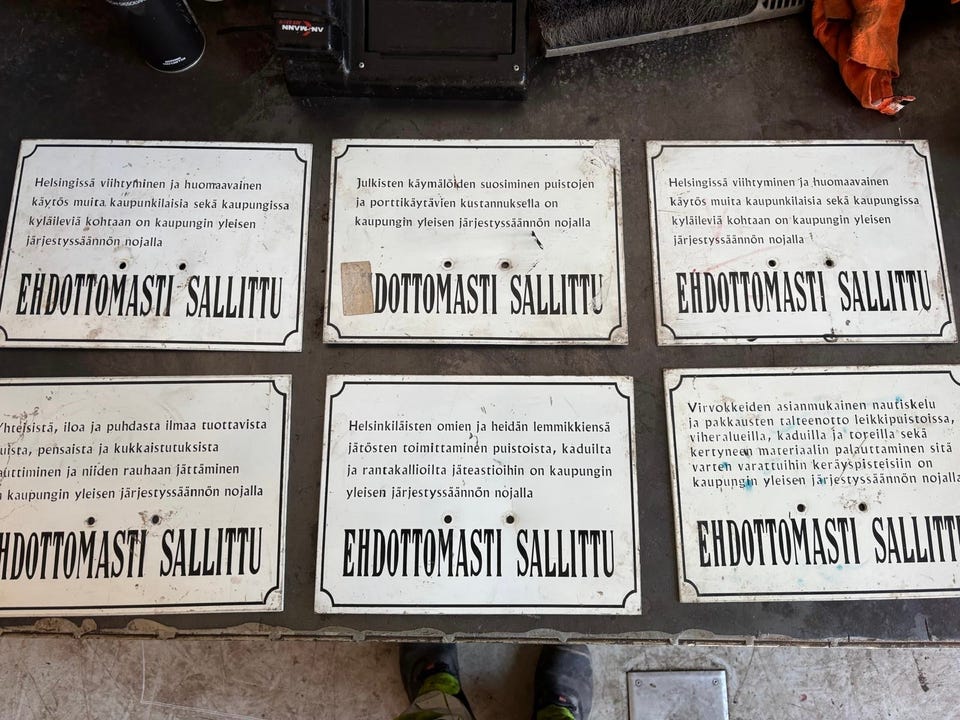 ANSMANN
Helsingissä viihtyminen ja huomaavainen
käytös muita kaupunkilaisia sekä kaupungissa
kyläileviä kohtaan on kaupungin yleisen
järjestyssäännön nojalla
EHDOTTOMASTI SALLITTU
Julkisten käymälöiden suosiminen puistojen
ja porttikäytävien kustannuksella on
kaupungin yleisen järjestyssäännön nojalla
DOTTOMASTI SALLITTU
Helsingissä viihtyminen ja huomaavainen
käytös muita kaupunkilaisia sekä kaupungissa
kyläileviä kohtaan on kaupungin yleisen
järjestyssäännön nojalla
EHDOTTOMASTI SALLITTU
Yhteisistä, iloa ja puhdasta ilmaa tuottavista
uista, pensaista ja kukkaistutuksista
auttiminen ja niiden rauhaan jättäminen
kaupungin yleisen järjestyssäännön nojalla
HDOTTOMASTI SALLITTU
Helsinkiläisten omien ja heidän lemmikkiensä
jätösten toimittaminen puistoista, kaduilta
ja rantakallioilta jäteastioihin on kaupungin
yleisen järjestyssäännön nojalla
EHDOTTOMASTI SALLITTU
Virvokkeiden asianmukainen nautiskelu
ja pakkausten talteenotto leikkipuistoissa,
viheralueilla, kaduilla ja toreilla sekä
kertyneen materiaalin palauttaminen sitä
varten varattuihin keräyspisteisiin on
kaupungin yleisen järjestyssäännön nojalla
EHDOTTOMASTI SALLITTU